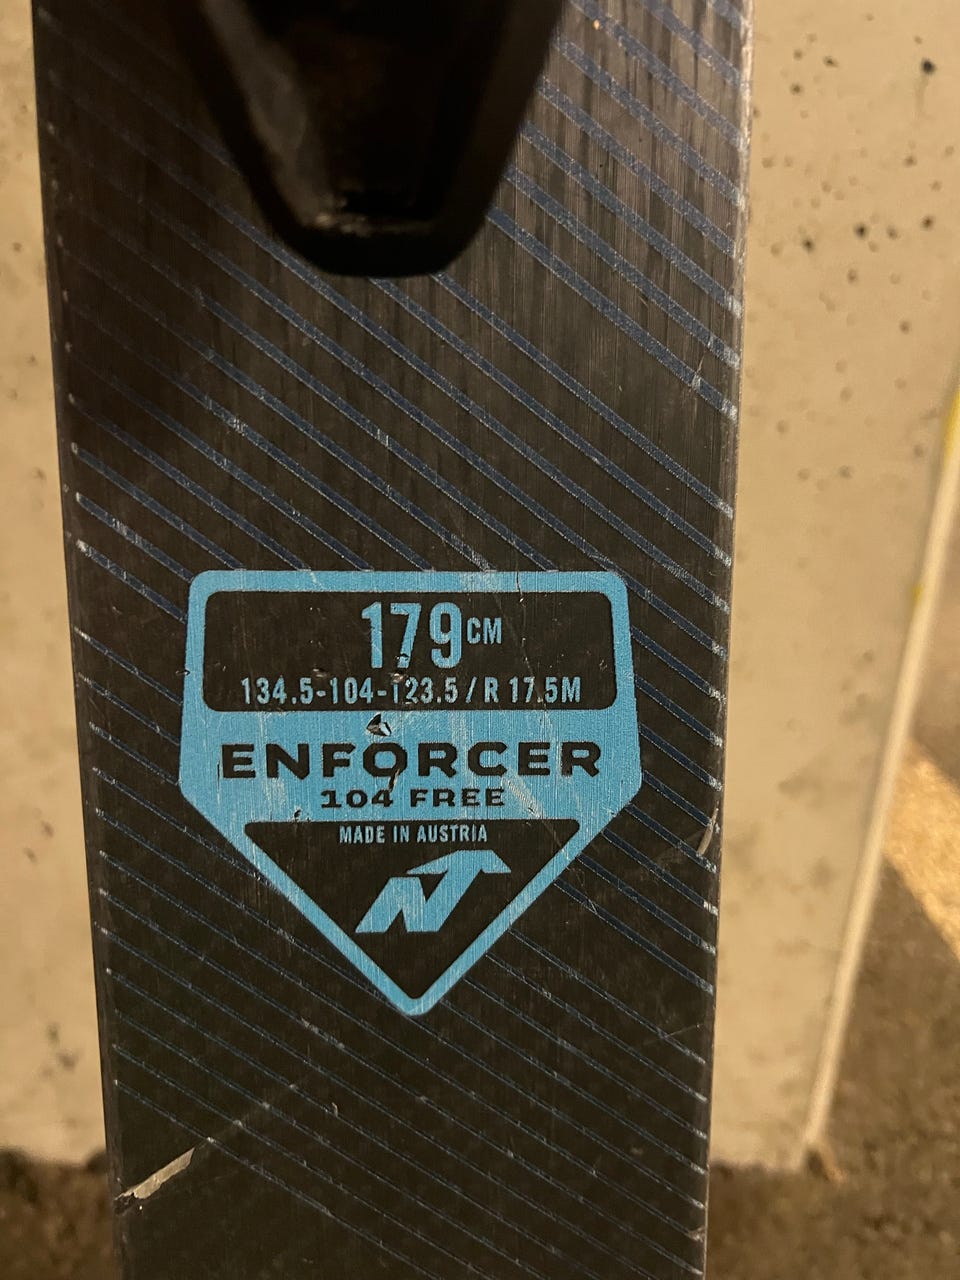 179CM
134.5-104-123.5 / R 17.5M
ENFORCER
104 FREE
MADE IN AUSTRIA